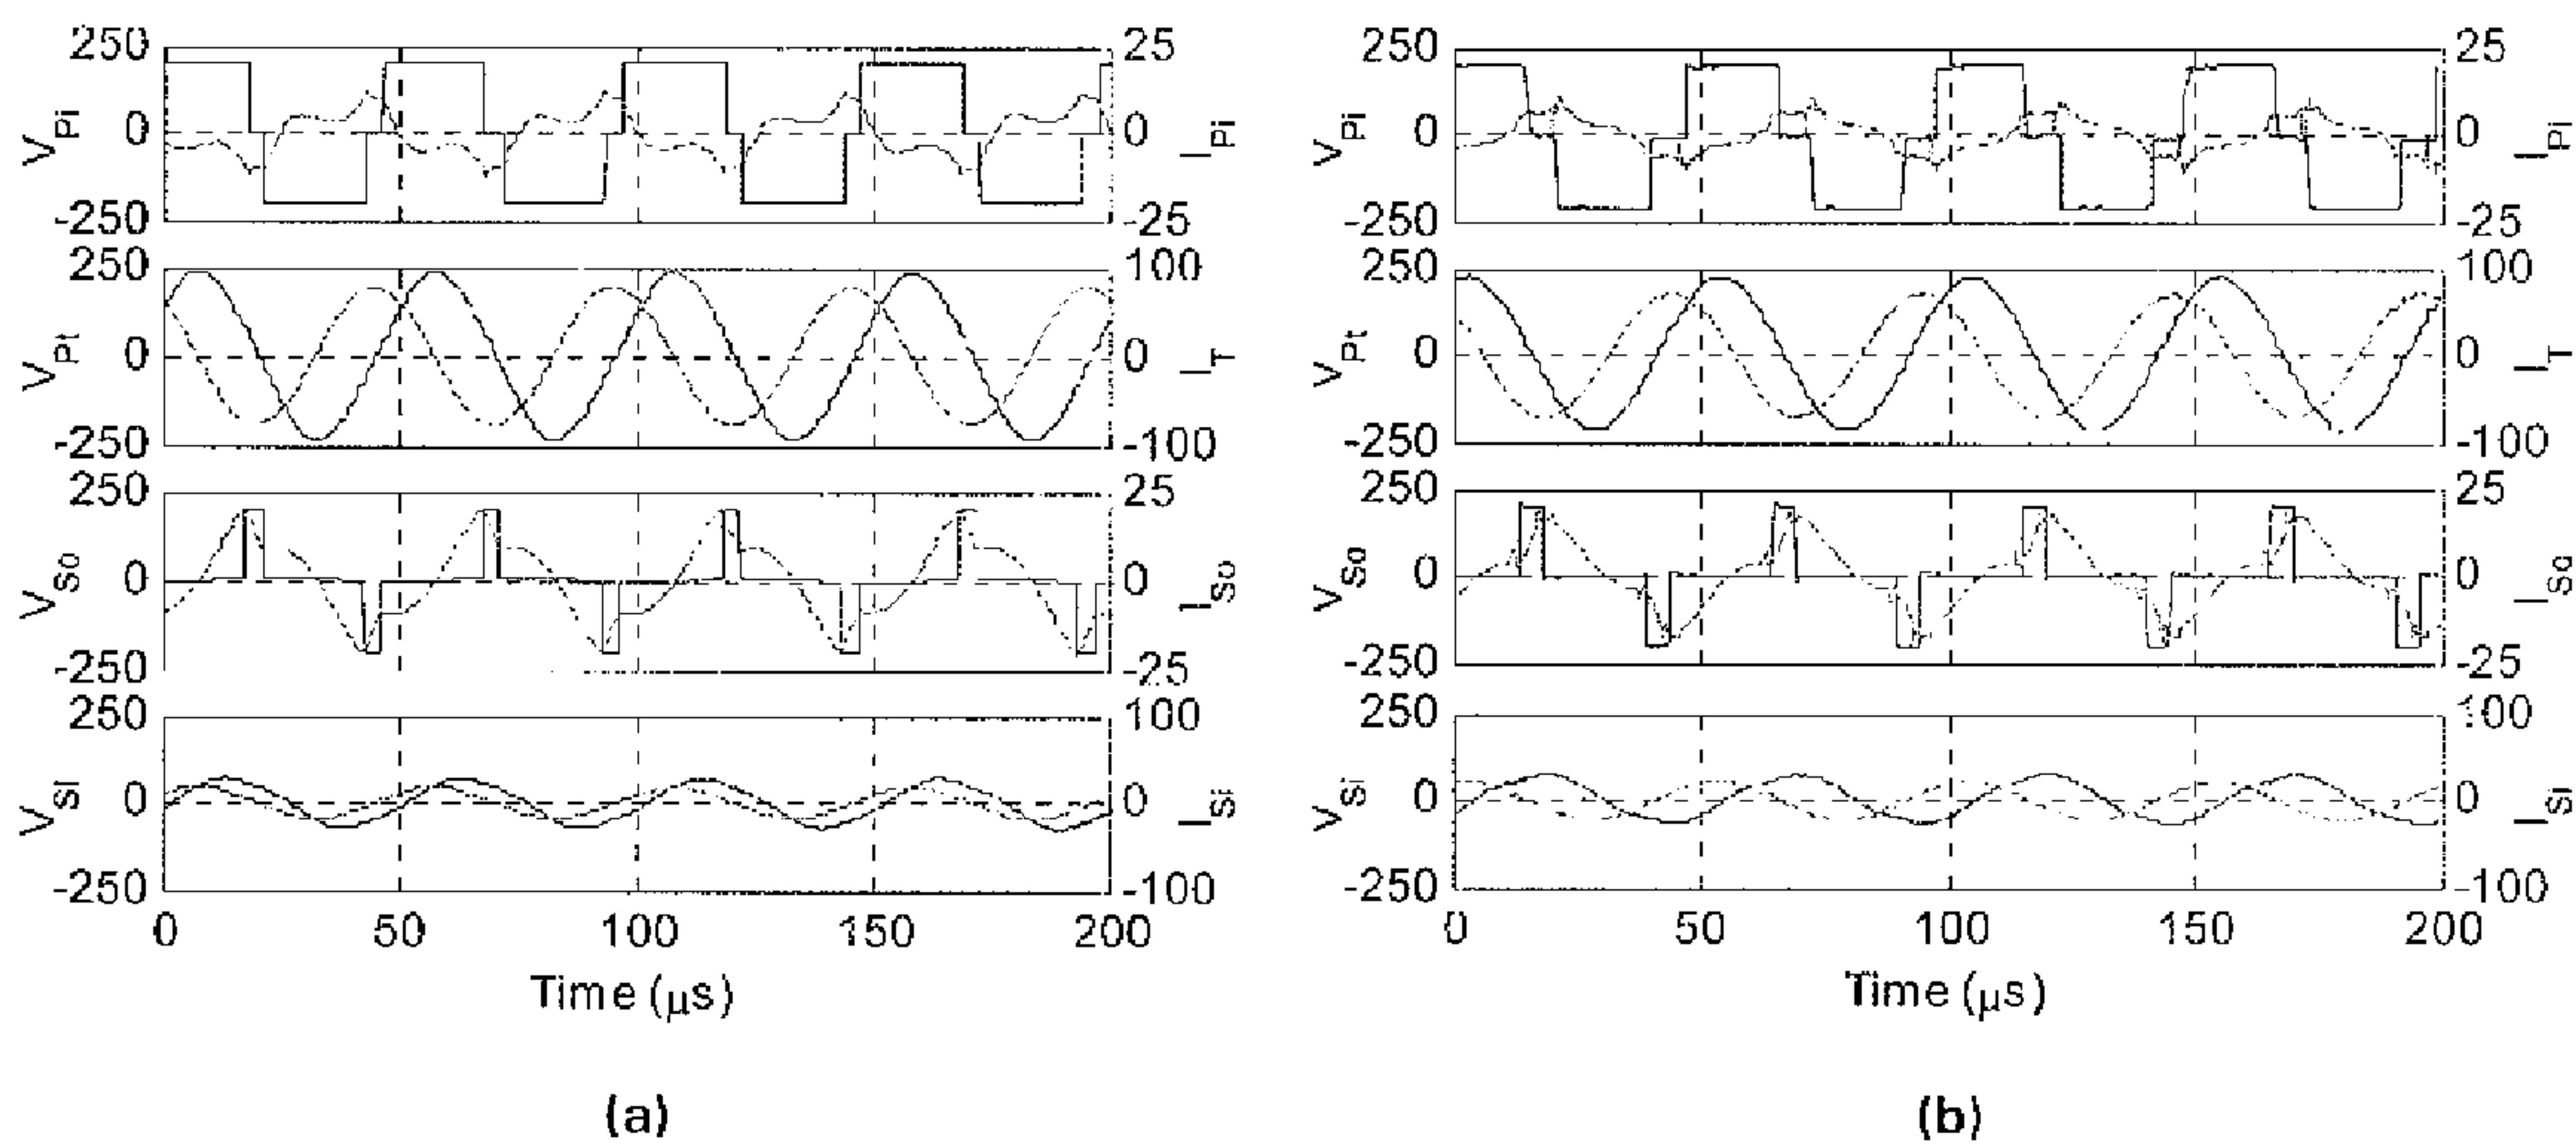 250 25
V_Pi 0 0 I_Pi
-250 -25
250 100
V_Pt 0 0 I_T
-250 -100
250 25
V_So 0 0 I_So
-250 -25
250 100
V_Si 0 0 I_Si
-250 -100
0 50 100 150 200
Time (μs)
(a)
250 25
V_Pi 0 0 I_Pi
-250 -25
250 100
V_Pt 0 0 I_T
-250 -100
250 25
V_So 0 0 I_So
-250 -25
250 100
V_Si 0 0 I_Si
-250 -100
0 50 100 150 200
Time (μs)
(b)